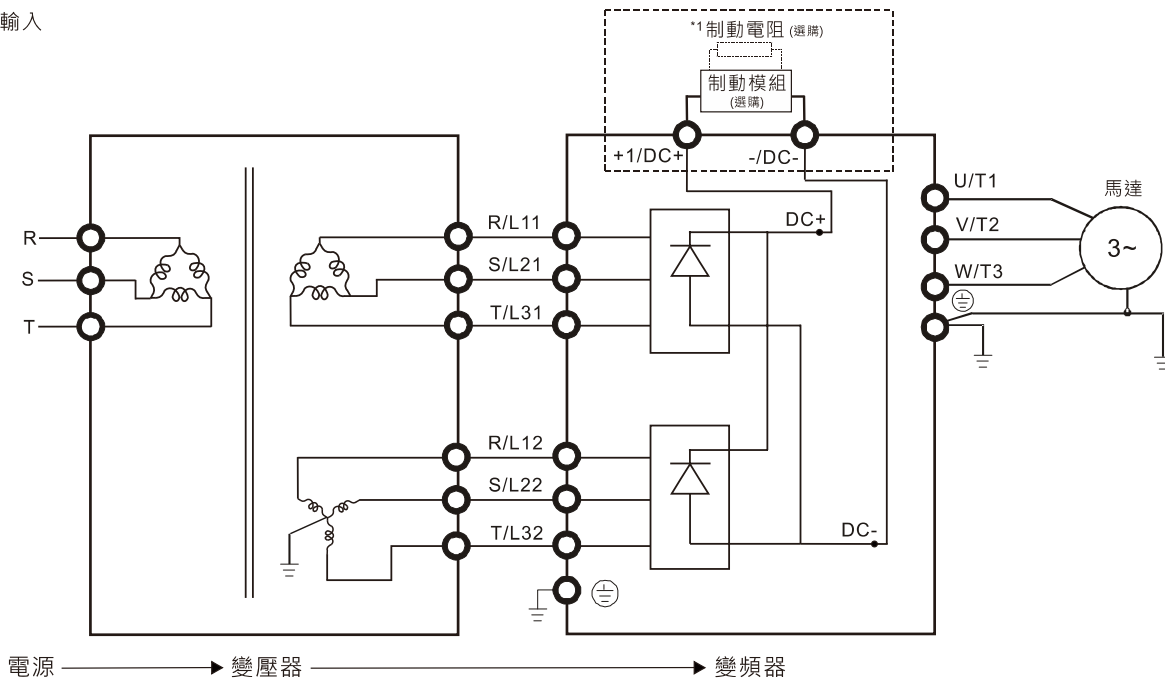 輸入
*1制動電阻 (選購)
制動模組
(選購)
+1/DC+
-/DC-
R
S
T
R/L11
S/L21
T/L31
R/L12
S/L22
T/L32
DC+
DC-
U/T1
V/T2
W/T3
馬達
3~
電源
變壓器
變頻器